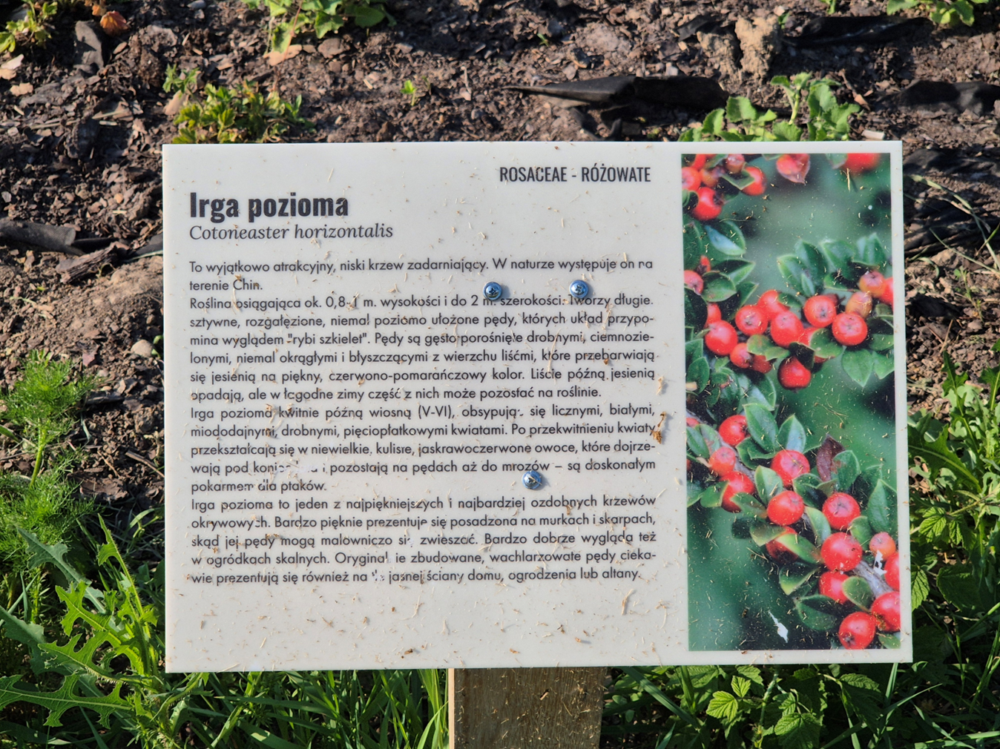 ROSACEAE - RÓŻOWATE
Irga pozioma
Cotoneaster horizontalis
To wyjątkowo atrakcyjny, niski krzew zadarniający. W naturze występuje on na
terenie Chin.
Roślina osiągająca ok. 0,8-1 m. wysokości i do 2 m. szerokości. Tworzy długie,
sztywne, rozgałęzione, niemal poziomo ułożone pędy, których układ przypo-
mina wyglądem "rybi szkielet". Pędy są gęsto porośnięte drobnymi, ciemnozie-
lonymi, niemal okrągłymi i błyszczącymi z wierzchu liśćmi, które przebarwiają
się jesienią na piękny, czerwono-pomarańczowy kolor. Liście późną jesienią
opadają, ale w łagodne zimy część z nich może pozostać na roślinie.
Irga pozioma kwitnie późną wiosną (V-VI), obsypując się licznymi, białymi,
miododajnymi, drobnymi, pięciopłatkowymi kwiatami. Po przekwitnieniu kwiaty
przekształcają się w niewielkie, kuliste, jaskrawoczerwone owoce, które dojrze-
wają pod i pozostają na pędach aż do mrozów – są doskonałym
pokarmem dla ptaków.
Irga pozioma to jeden z najpiękniejszych i najbardziej ozdobnych krzewów
okrywowych. Bardzo pięknie prezentuje się posadzona na murkach i skarpach,
skąd jej pędy mogą malowniczo się zwieszać. Bardzo dobrze wygląda też
w ogródkach skalnych. Oryginalnie zbudowane, wachlarzowate pędy cieka-
wie prezentują się również na tle jasnej ściany domu, ogrodzenia lub altany.